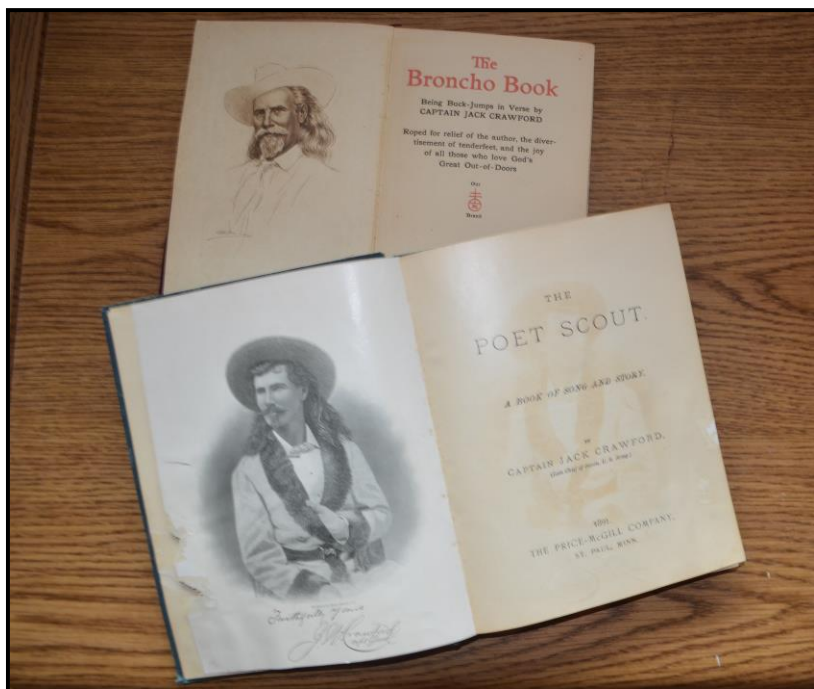 The
Broncho Book
Being Buck-Jumps in Verse by
CAPTAIN JACK CRAWFORD
Roped for relief of the author, the diver-
tisement of tenderfeet, and the joy
of all those who love God's
Great Out-of-Doors
Our
Brand
THE
POET SCOUT.
A BOOK OF SONG AND STORY.
BY
CAPTAIN JACK CRAWFORD,
THE PRICE-McGILL COMPANY,
ST. PAUL, MINN.
Faithfully Yours
J W Crawford